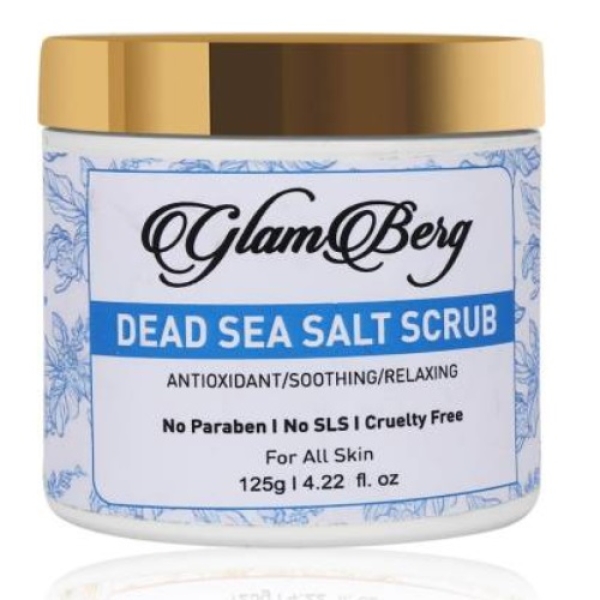 GlamBerg
DEAD SEA SALT SCRUB
ANTIOXIDANT/SOOTHING/RELAXING
No Paraben I No SLS I Cruelty Free
For All Skin
125g I 4.22 fl. oz